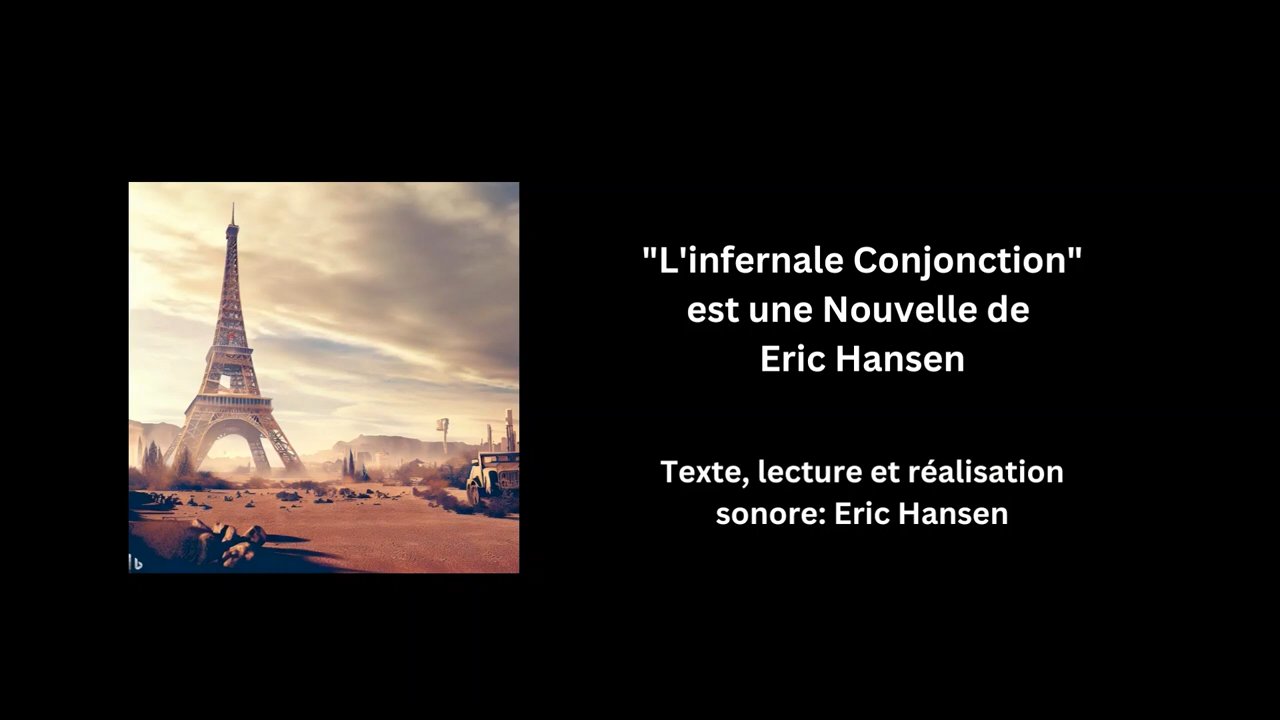 "L'infernale Conjonction"
est une Nouvelle de
Eric Hansen
Texte, lecture et réalisation
sonore: Eric Hansen